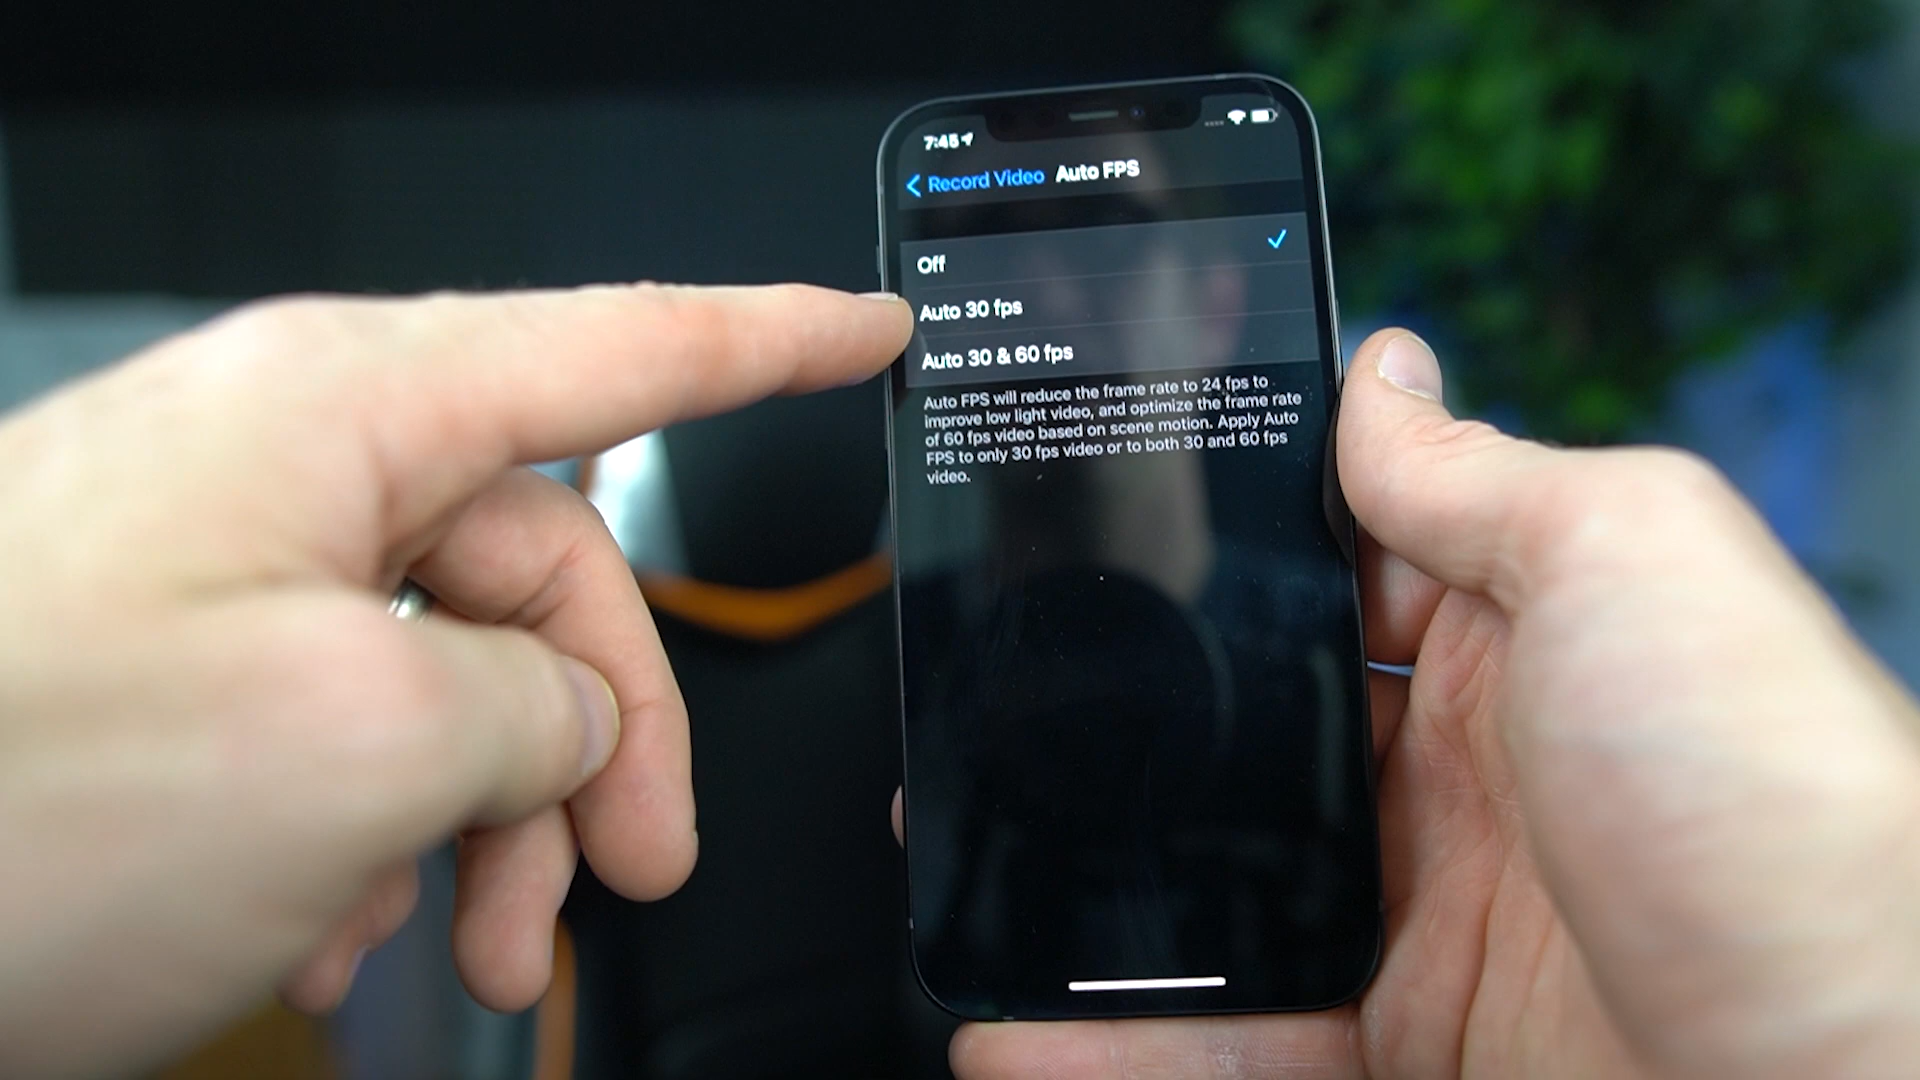 7:45
Record Video Auto FPS
Off
Auto 30 fps
Auto 30 & 60 fps
Auto FPS will reduce the frame rate to 24 fps to
improve low light video, and optimize the frame rate
of 60 fps video based on scene motion. Apply Auto
FPS to only 30 fps video or to both 30 and 60 fps
video.